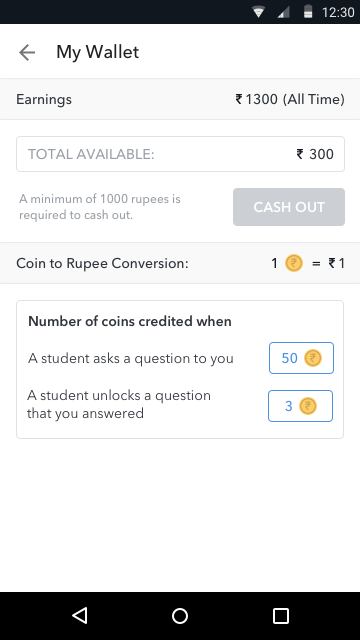 12:30
My Wallet
Earnings ₹ 1300 (All Time)
TOTAL AVAILABLE: ₹ 300
A minimum of 1000 rupees is
required to cash out.
CASH OUT
Coin to Rupee Conversion: 1 ₹ = ₹ 1
Number of coins credited when
A student asks a question to you 50 ₹
A student unlocks a question
that you answered
3 ₹